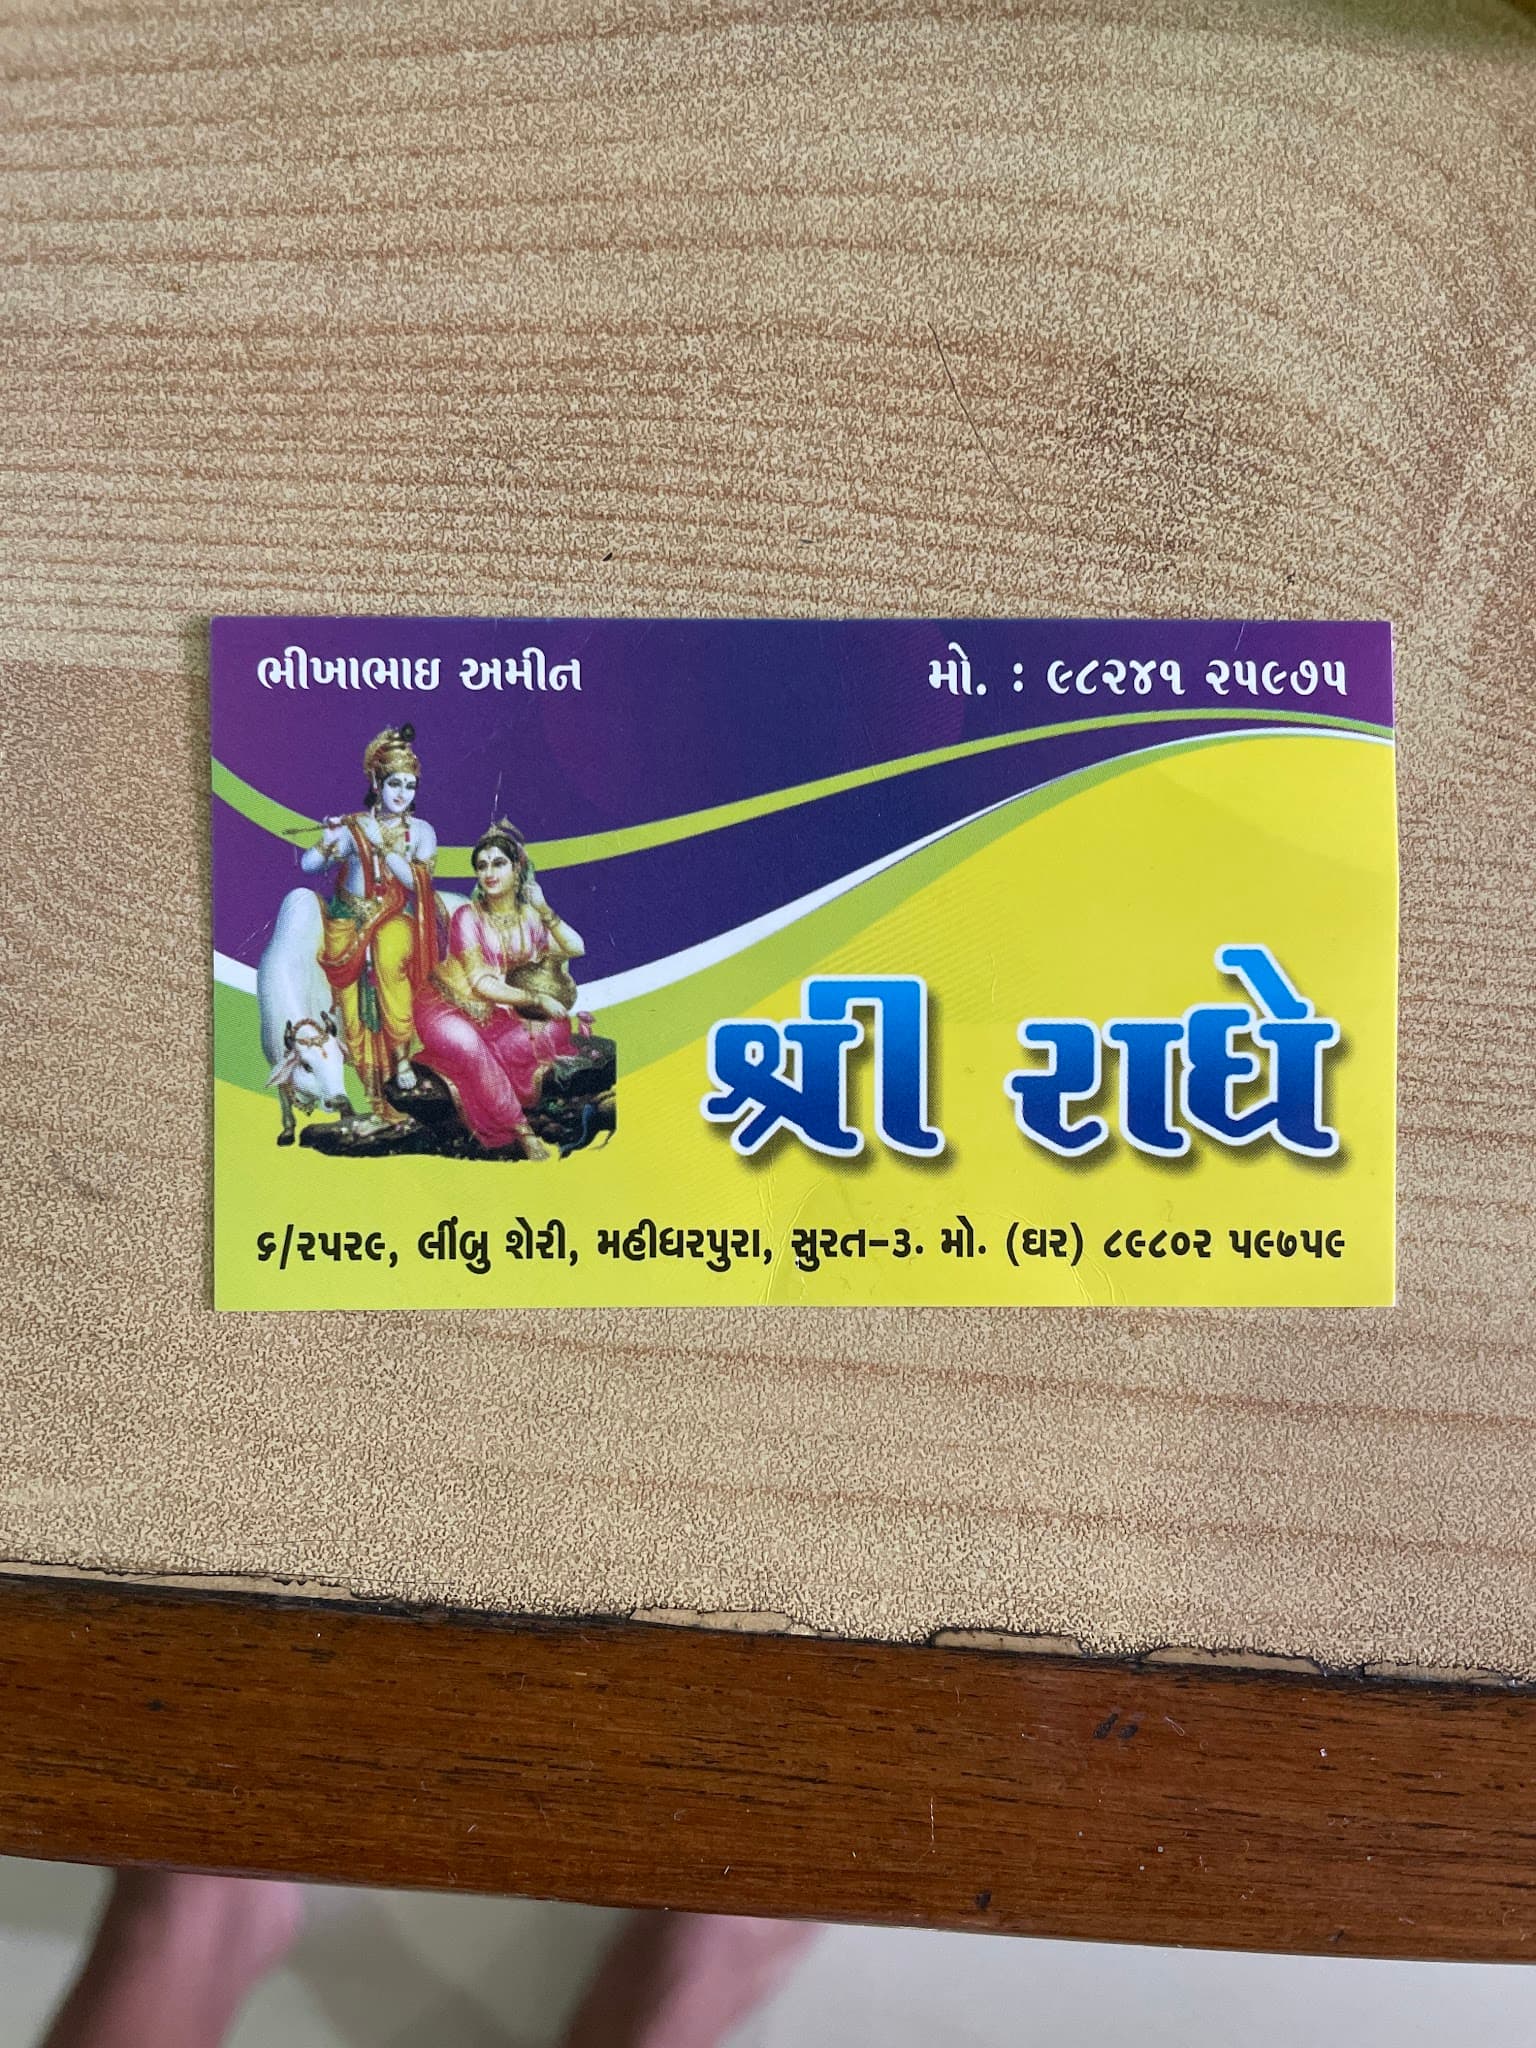 ભીખાભાઇ અમીન
મો. : ૯૮૨૪૧ ૨૫૯૭૫
શ્રી રાધે
૬/૨૫૨૯, લીંબુ શેરી, મહીધરપુરા, સુરત-૩. મો. (ઘર) ૮૯૮૦૨ ૫૯૭૫૯